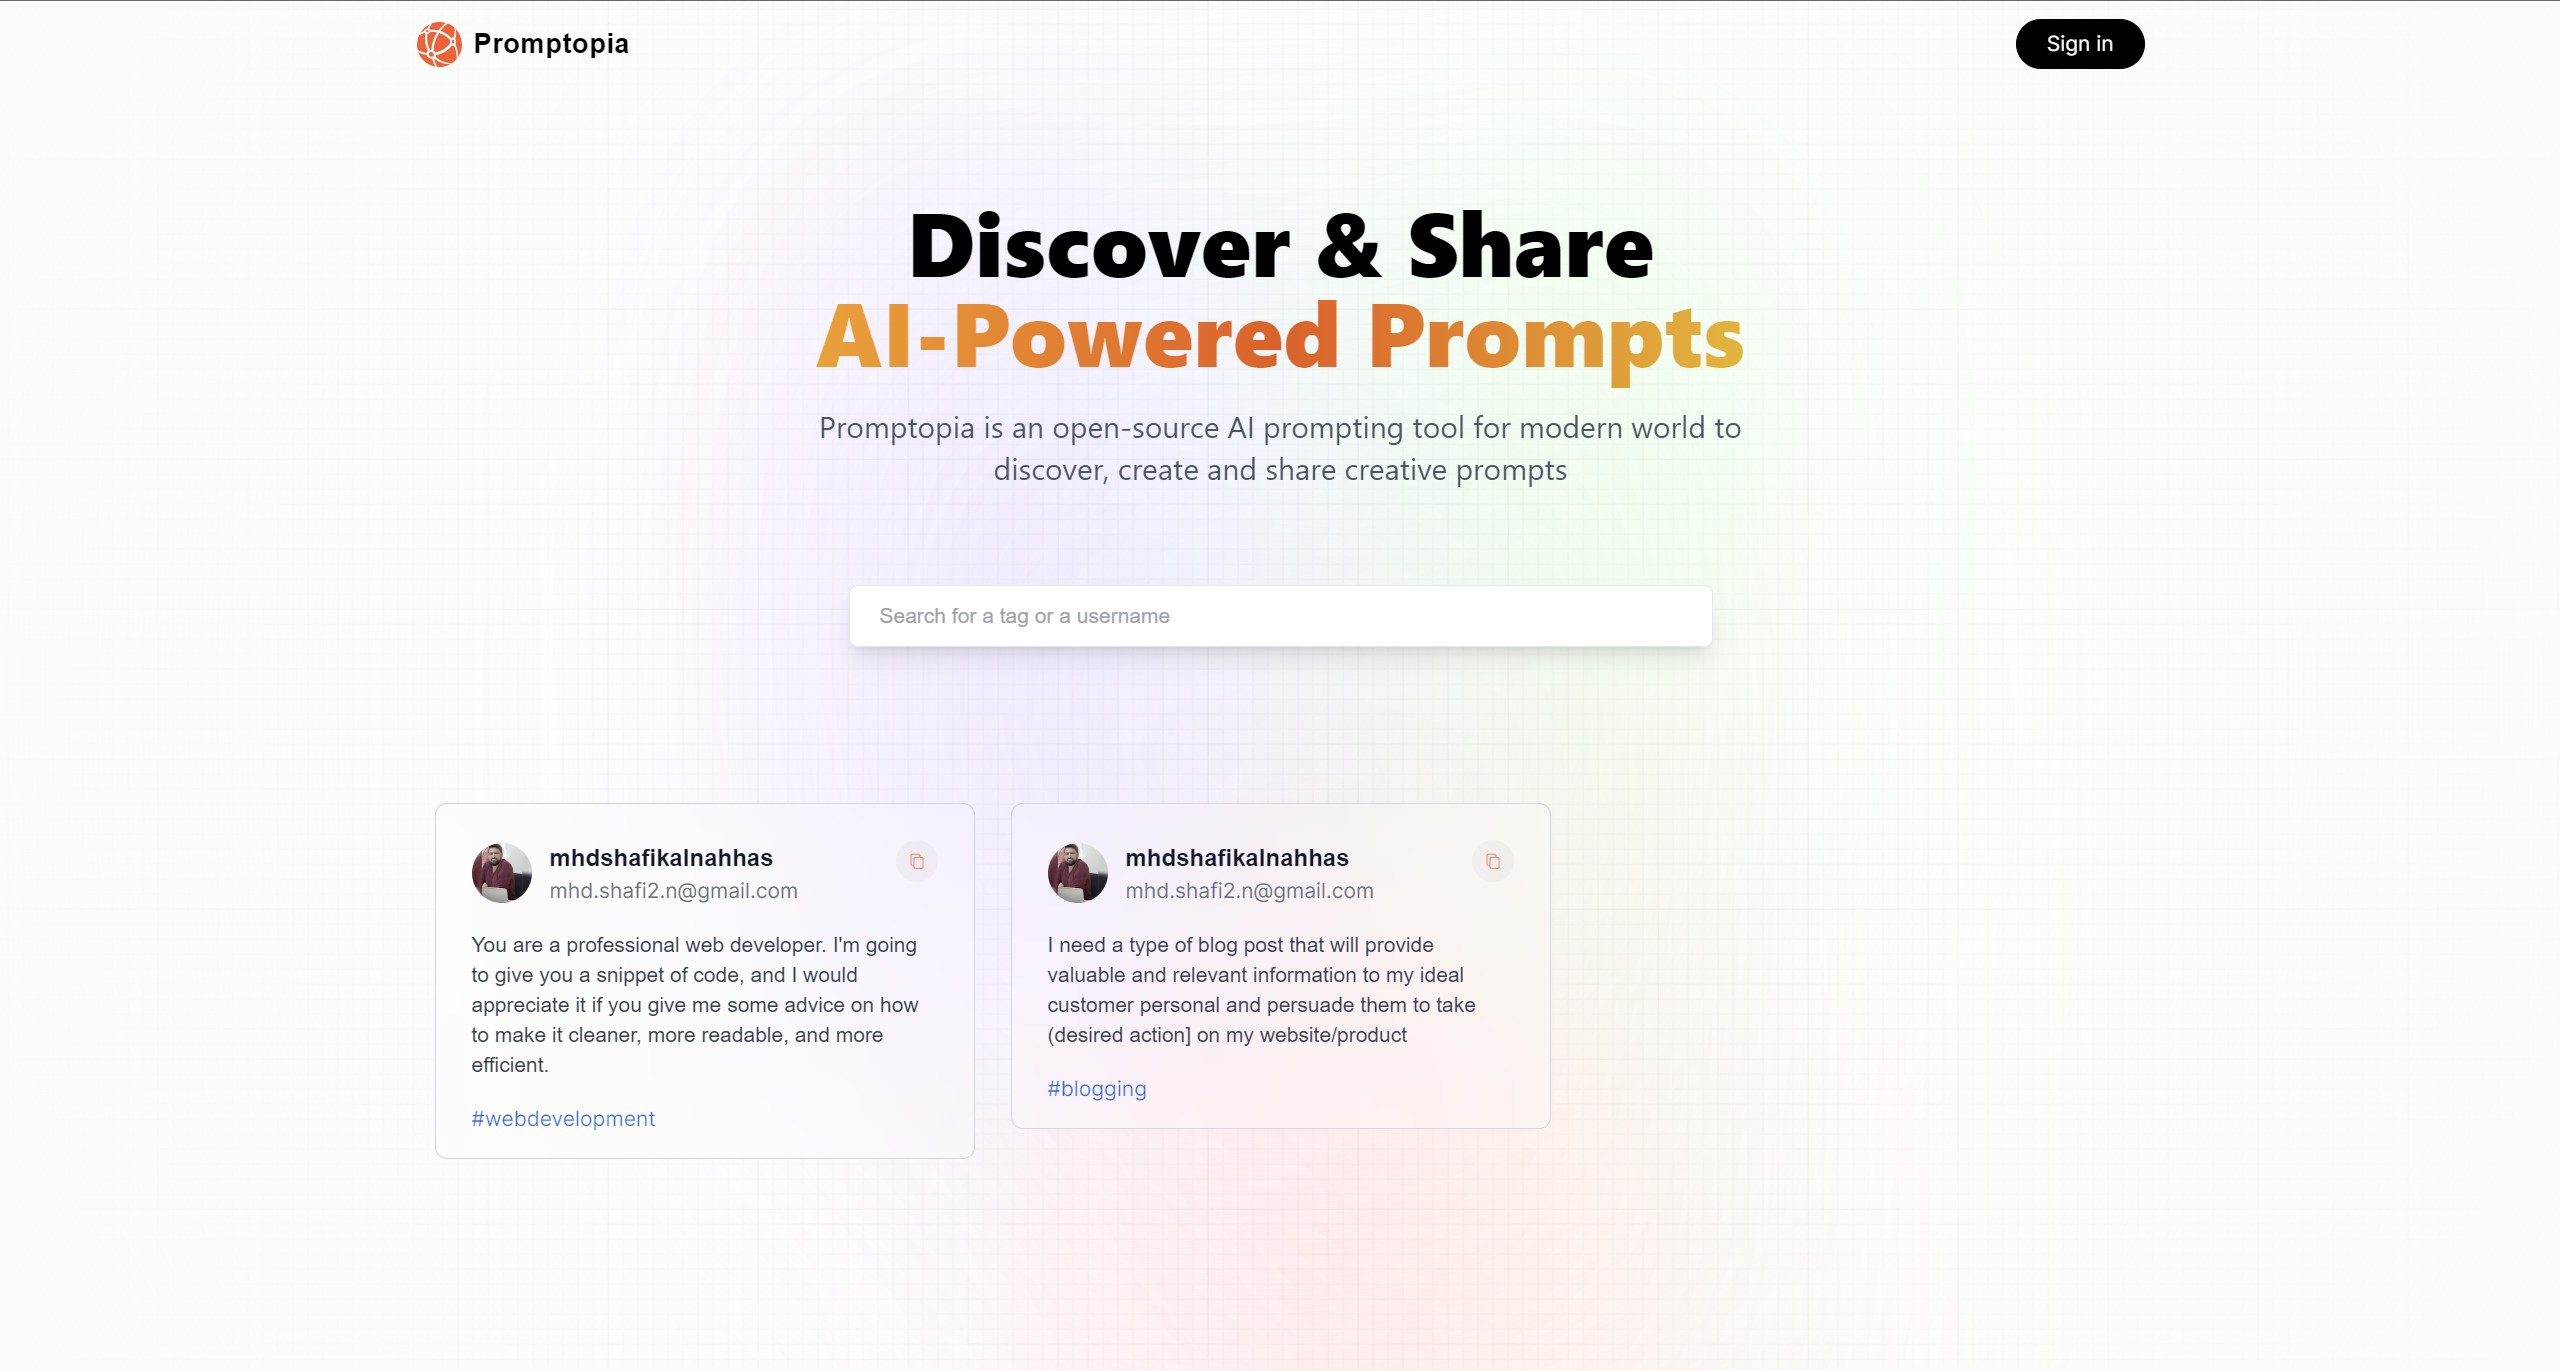 Promptopia
Sign in
Discover & Share
AI-Powered Prompts
Promptopia is an open-source AI prompting tool for modern world to
discover, create and share creative prompts
Search for a tag or a username
mhdshafikalnahhas
mhd.shafi2.n@gmail.com
You are a professional web developer. I'm going
to give you a snippet of code, and I would
appreciate it if you give me some advice on how
to make it cleaner, more readable, and more
efficient.
#webdevelopment
mhdshafikalnahhas
mhd.shafi2.n@gmail.com
I need a type of blog post that will provide
valuable and relevant information to my ideal
customer personal and persuade them to take
(desired action] on my website/product
#blogging